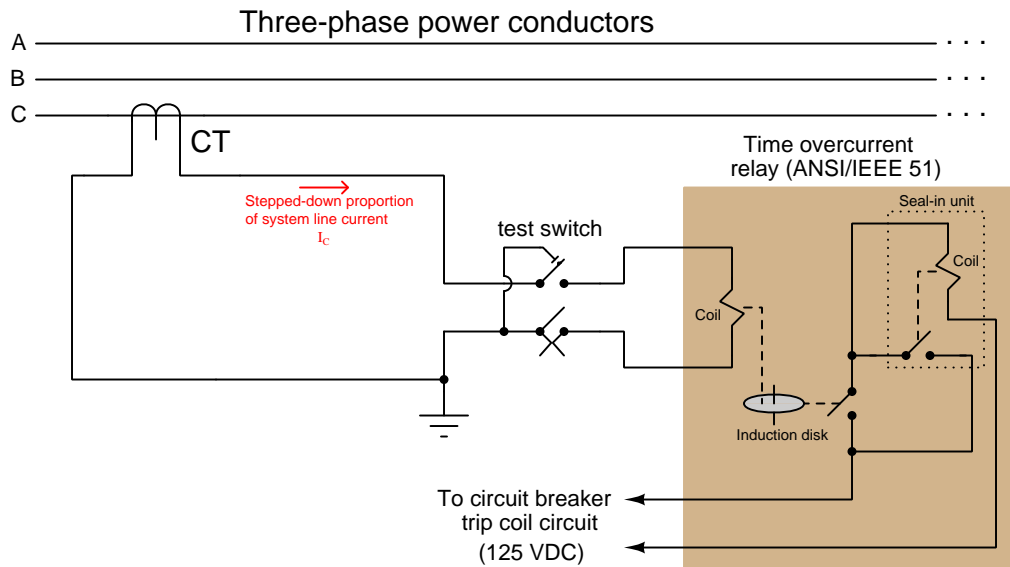 Three-phase power conductors
A
. . .
B
. . .
C
. . .
CT
Time overcurrent
relay (ANSI/IEEE 51)
Stepped-down proportion
of system line current
IC
Seal-in unit
test switch
Coil
Coil
Induction disk
To circuit breaker
trip coil circuit
(125 VDC)